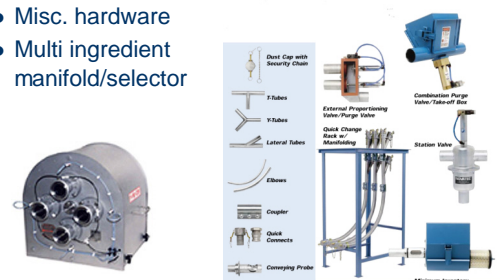 • Misc. hardware
• Multi ingredient
manifold/selector
Dust Cap with
Security Chain
T-Tubes
Y-Tubes
Lateral Tubes
Elbows
Coupler
Quick
Connects
Conveying Probe
External Proportioning
Valve/Purge Valve
Quick Change
Rack w/
Manifolding
Combination Purge
Valve/Take-off Box
Station Valve